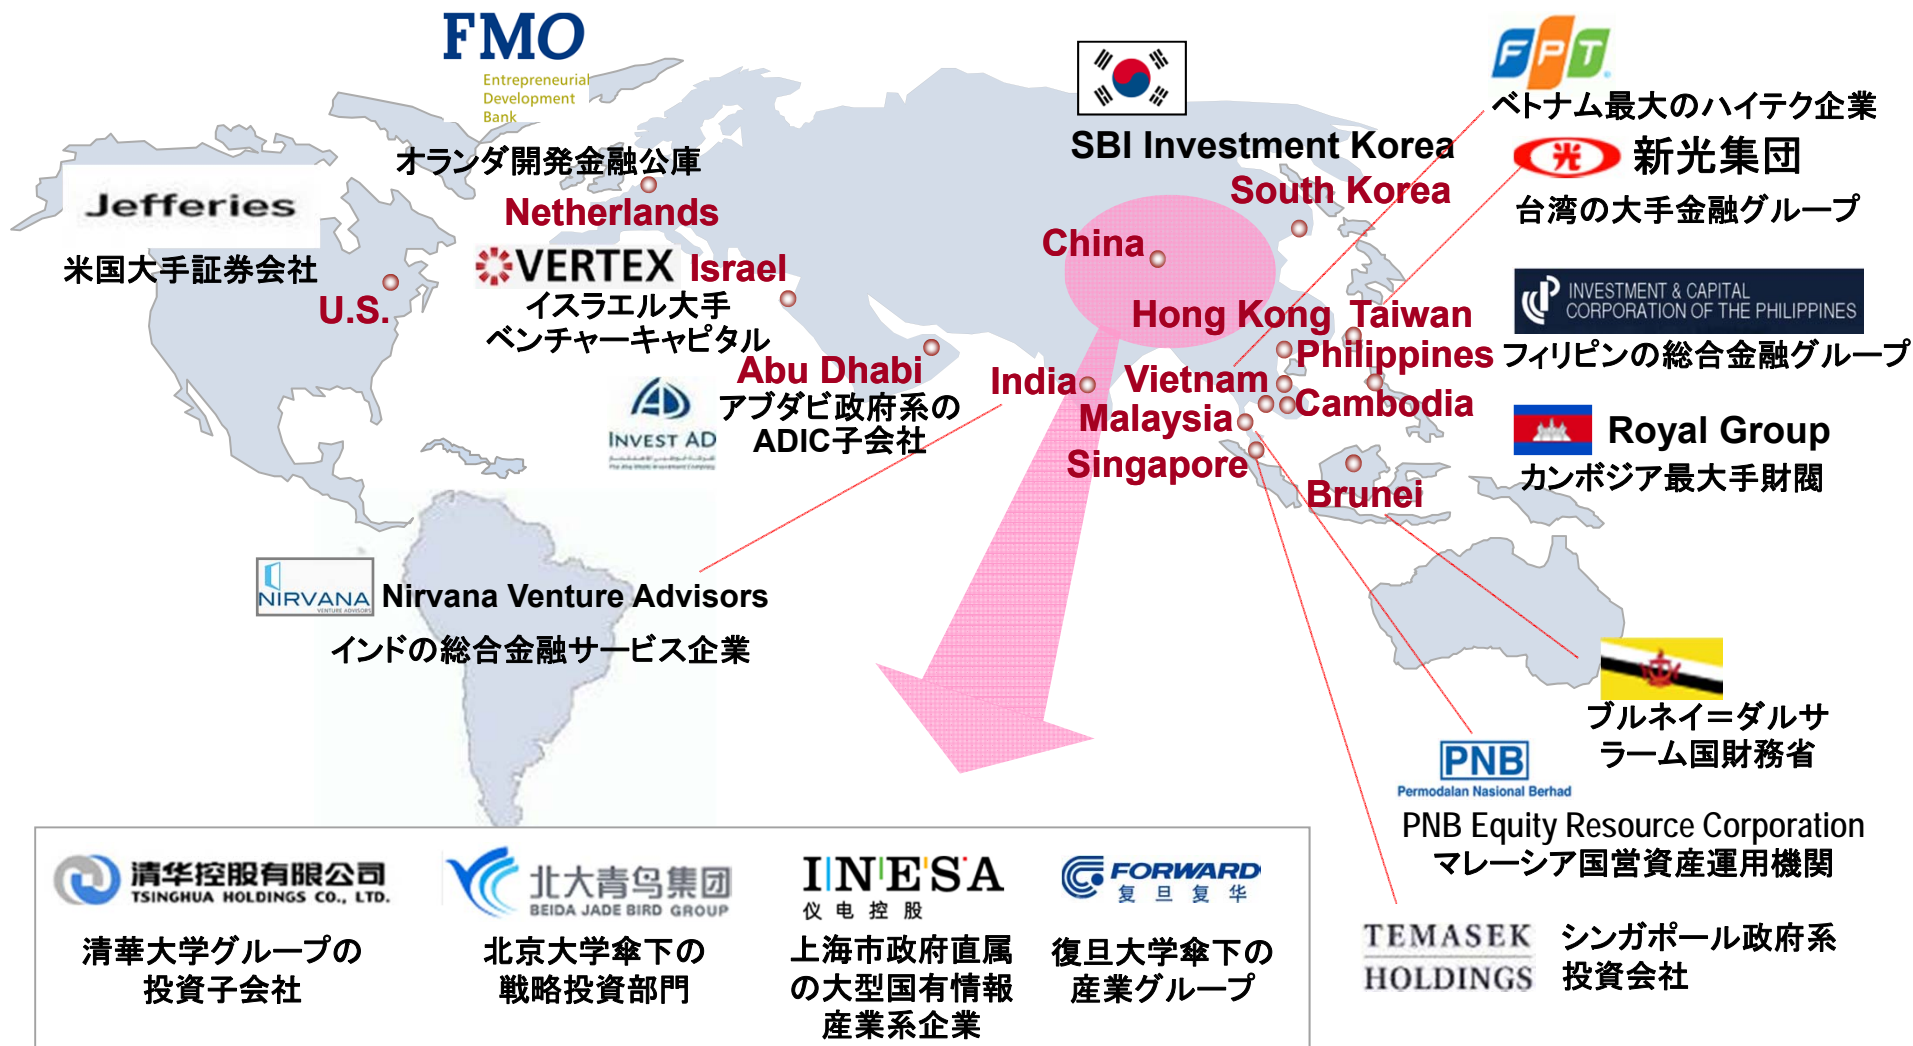 FMO
Entrepreneurial
Development
Bank
オランダ開発金融公庫
Netherlands
Jefferies
米国大手証券会社
U.S.
VERTEX
Israel
イスラエル大手
ベンチャーキャピタル
Abu Dhabi
INVEST AD
アブダビ政府系の
ADIC子会社
SBI Investment Korea
South Korea
China
Hong Kong
Taiwan
Philippines
India
Vietnam
Cambodia
Malaysia
Singapore
Brunei
FPT
ベトナム最大のハイテク企業
光 新光集団
台湾の大手金融グループ
INVESTMENT & CAPITAL
CORPORATION OF THE PHILIPPINES
フィリピンの総合金融グループ
Royal Group
カンボジア最大手財閥
NIRVANA
VENTURE ADVISORS
Nirvana Venture Advisors
インドの総合金融サービス企業
ブルネイ＝ダルサ
ラーム国財務省
PNB
Permodalan Nasional Berhad
PNB Equity Resource Corporation
マレーシア国営資産運用機関
TEMASEK
HOLDINGS
シンガポール政府系
投資会社
清华控股有限公司
TSINGHUA HOLDINGS CO., LTD.
清華大学グループの
投資子会社
北大青鸟集团
BEIDA JADE BIRD GROUP
北京大学傘下の
戦略投資部門
INESA
仪电控股
上海市政府直属
の大型国有情報
産業系企業
FORWARD
复旦复华
復旦大学傘下の
産業グループ